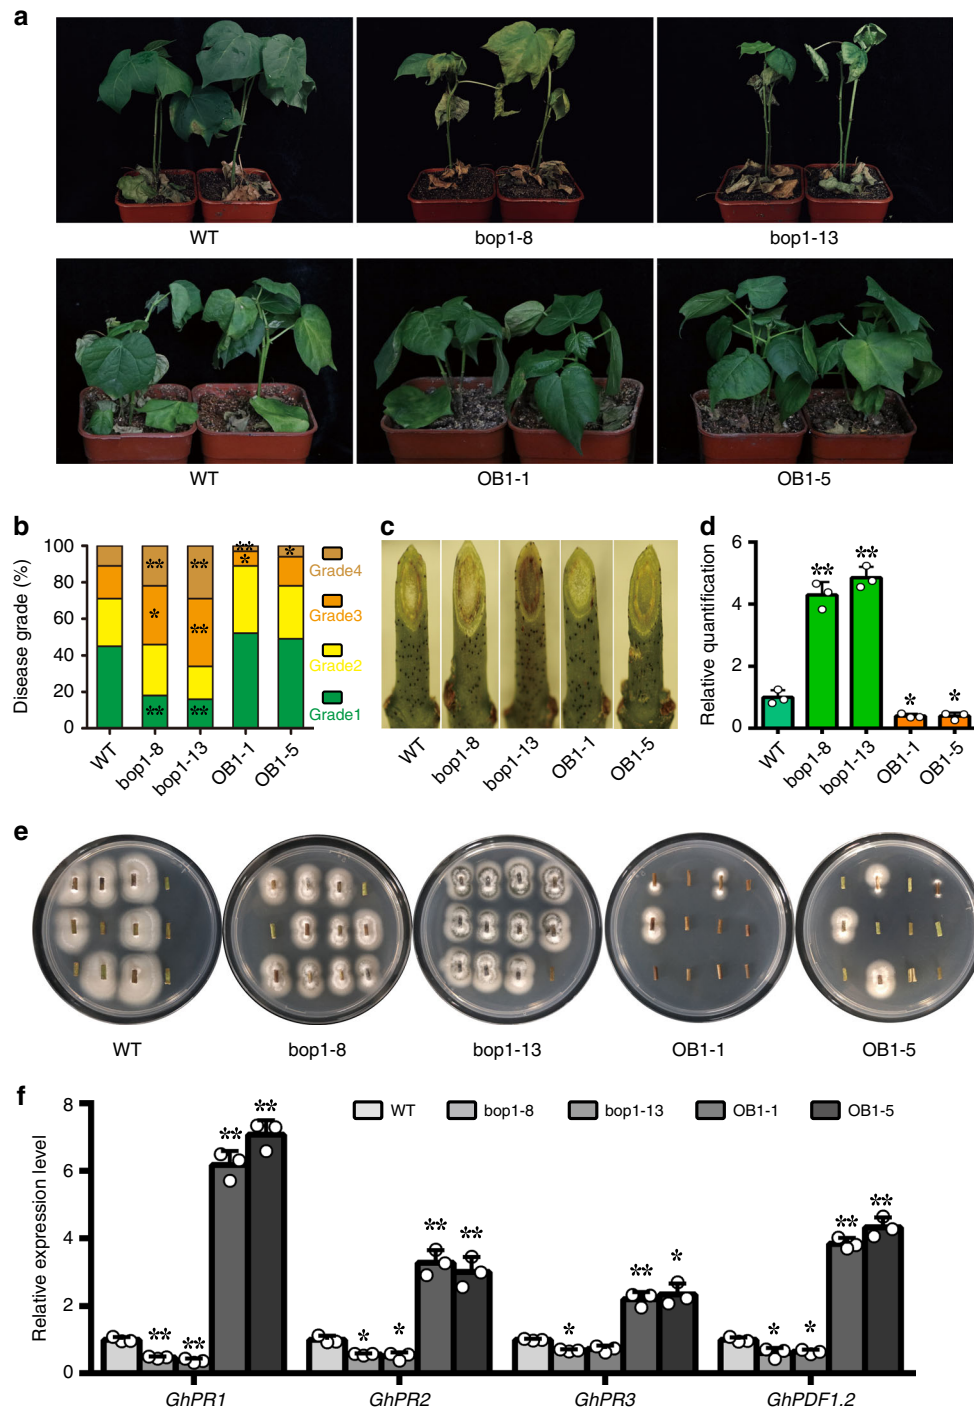 a
WT bop1-8 bop1-13
WT OB1-1 OB1-5
b
Disease grade (%)
100
80
60
40
20
0
** ** ** *
* *
**
** **
Grade4
Grade3
Grade2
Grade1
WT bop1-8 bop1-13 OB1-1 OB1-5
c
WT bop1-8 bop1-13 OB1-1 OB1-5
d
Relative quantification
6
4
2
0
** ** * *
WT bop1-8 bop1-13 OB1-1 OB1-5
e
WT bop1-8 bop1-13 OB1-1 OB1-5
f
Relative expression level
8
6
4
2
0
WT bop1-8 bop1-13 OB1-1 OB1-5
** ** ** **
* * ** **
* ** *
* * ** **
GhPR1 GhPR2 GhPR3 GhPDF1.2